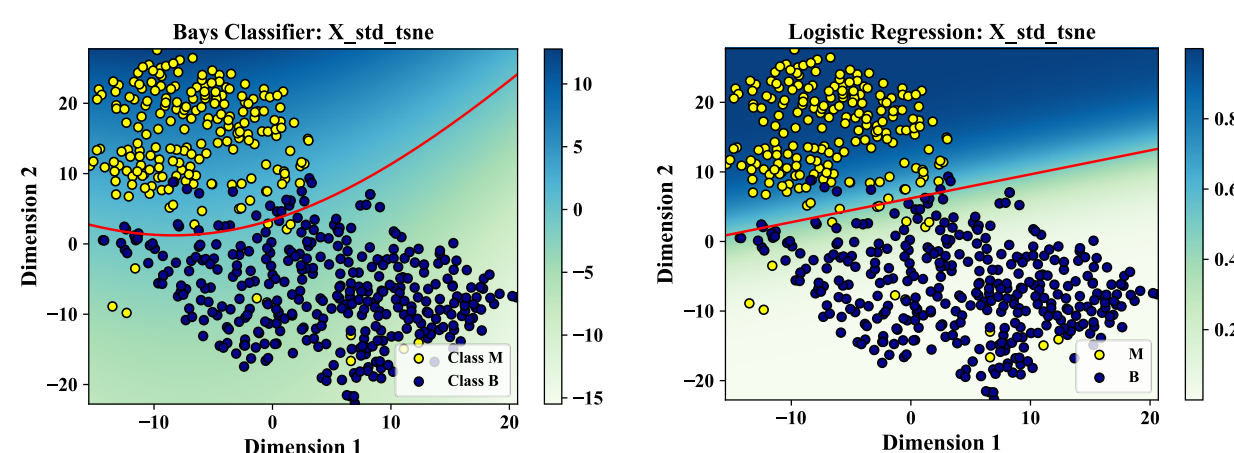 Bays Classifier: X_std_tsne
20
10
0
−10
−20
−10
0
10
20
Dimension 1
Dimension 2
Class M
Class B
10
5
0
−5
−10
−15
Logistic Regression: X_std_tsne
20
10
0
−10
−20
−10
0
10
20
Dimension 1
Dimension 2
M
B
0.8
0.6
0.4
0.2